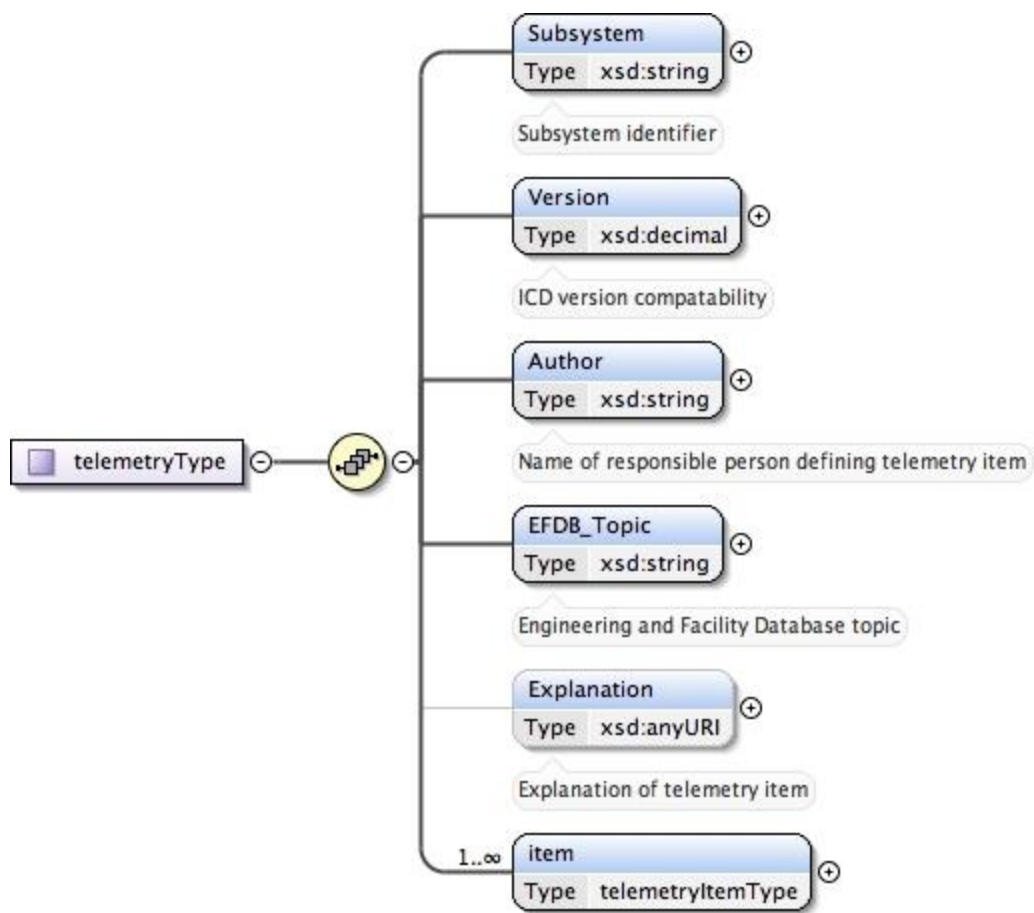 Subsystem
Type xsd:string
Subsystem identifier
Version
Type xsd:decimal
ICD version compatability
Author
Type xsd:string
telemetryType
Name of responsible person defining telemetry item
EFDB_Topic
Type xsd:string
Engineering and Facility Database topic
Explanation
Type xsd:anyURI
Explanation of telemetry item
1..∞
item
Type telemetryItemType